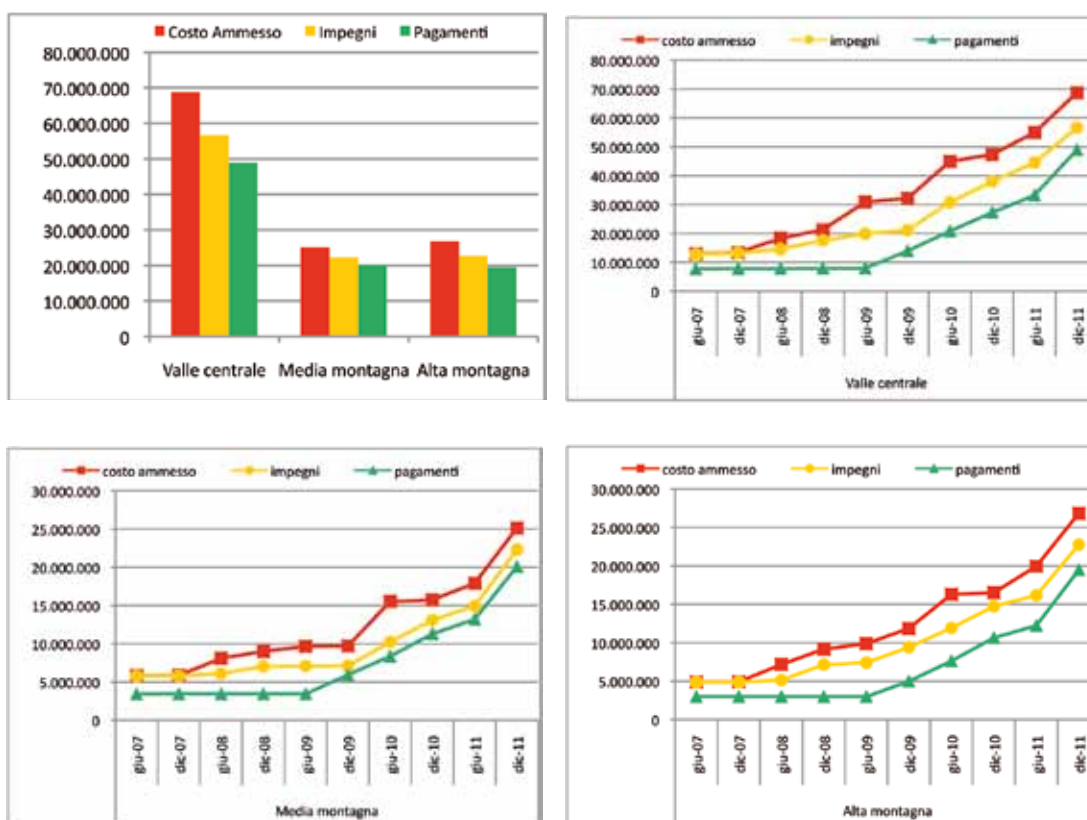 Costo Ammesso Impegni Pagamenti
80.000.000
70.000.000
60.000.000
50.000.000
40.000.000
30.000.000
20.000.000
10.000.000
0
Valle centrale Media montagna Alta montagna
costo ammesso impegni pagamenti
80.000.000
70.000.000
60.000.000
50.000.000
40.000.000
30.000.000
20.000.000
10.000.000
0
giu-07 dic-07 giu-08 dic-08 giu-09 dic-09 giu-10 dic-10 giu-11 dic-11
Valle centrale
costo ammesso impegni pagamenti
30.000.000
25.000.000
20.000.000
15.000.000
10.000.000
5.000.000
0
giu-07 dic-07 giu-08 dic-08 giu-09 dic-09 giu-10 dic-10 giu-11 dic-11
Media montagna
costo ammesso impegni pagamenti
30.000.000
25.000.000
20.000.000
15.000.000
10.000.000
5.000.000
0
giu-07 dic-07 giu-08 dic-08 giu-09 dic-09 giu-10 dic-10 giu-11 dic-11
Alta montagna